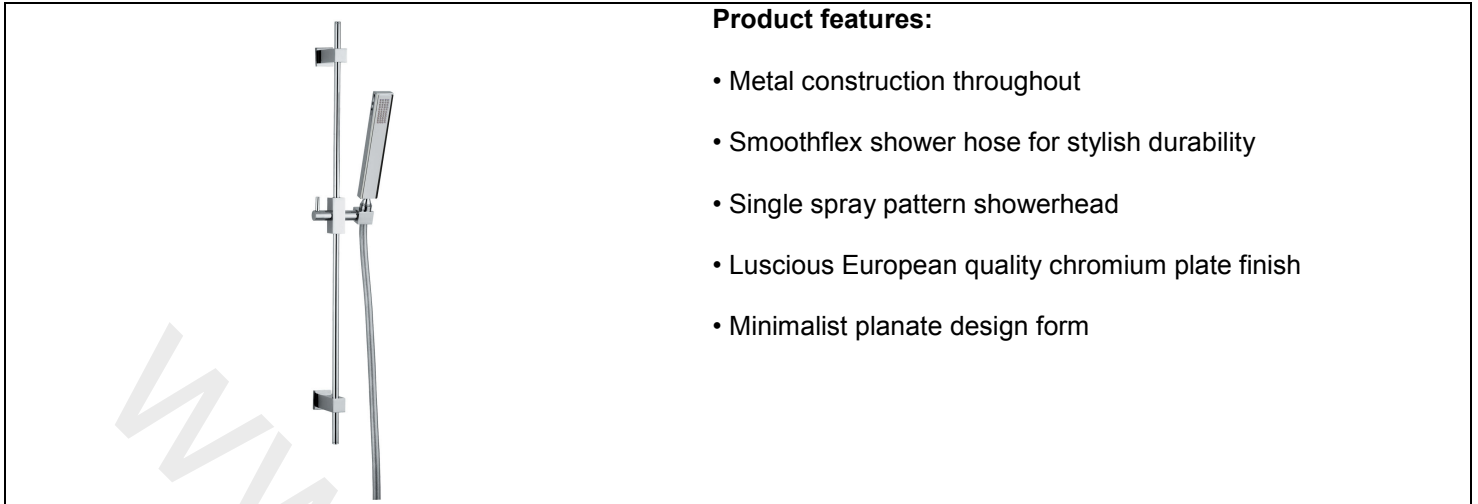 Product features:
• Metal construction throughout
• Smoothflex shower hose for stylish durability
• Single spray pattern showerhead
• Luscious European quality chromium plate finish
• Minimalist planate design form